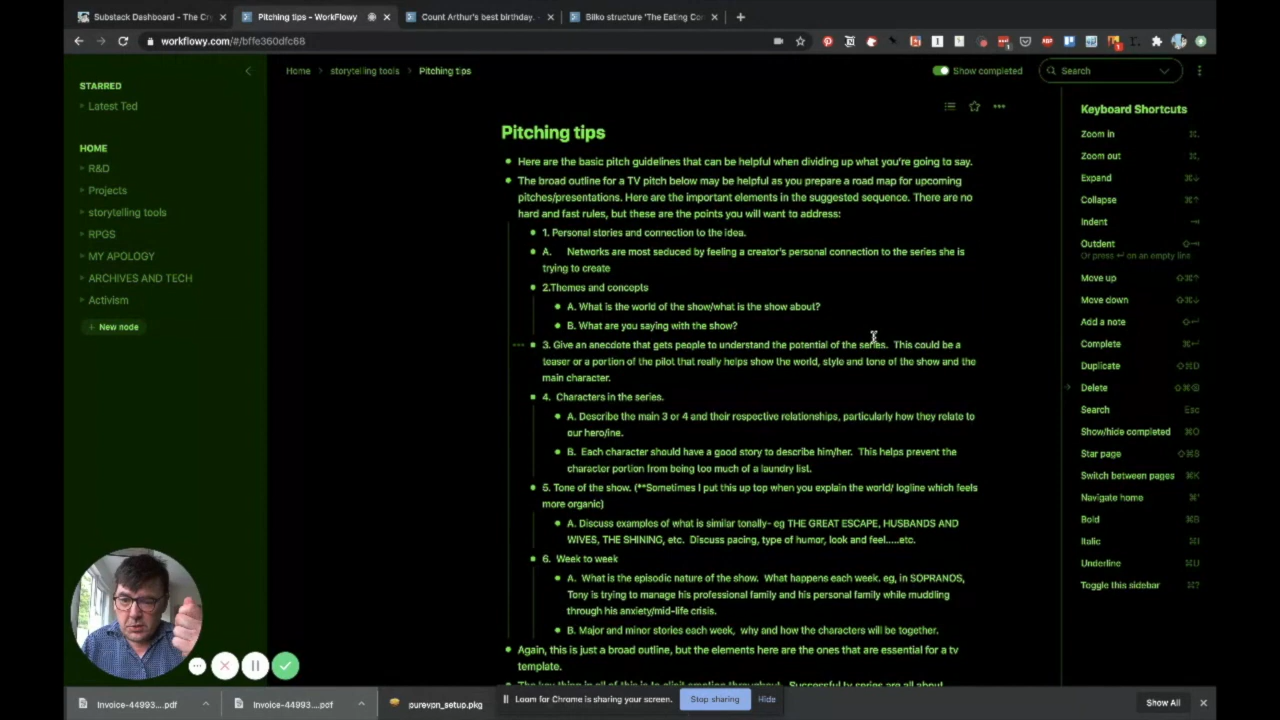 Substack Dashboard - The Cr
Pitching tips - WorkFlowy
Count Arthur's best birthday.
Bilko structure 'The Eating Con
workflowy.com/#/bffe360dfc68
STARRED
Latest Ted
HOME
R&D
Projects
storytelling tools
RPGS
MY APOLOGY
ARCHIVES AND TECH
Activism
+ New node
Home > storytelling tools > Pitching tips
Show completed
Search
Pitching tips
Here are the basic pitch guidelines that can be helpful when dividing up what you're going to say.
The broad outline for a TV pitch below may be helpful as you prepare a road map for upcoming
pitches/presentations. Here are the important elements in the suggested sequence. There are no
hard and fast rules, but these are the points you will want to address:
1. Personal stories and connection to the idea.
A. Networks are most seduced by feeling a creator's personal connection to the series she is
trying to create
2.Themes and concepts
A. What is the world of the show/what is the show about?
B. What are you saying with the show?
3. Give an anecdote that gets people to understand the potential of the series. This could be a
teaser or a portion of the pilot that really helps show the world, style and tone of the show and the
main character.
4. Characters in the series.
A. Describe the main 3 or 4 and their respective relationships, particularly how they relate to
our hero/ine.
B. Each character should have a good story to describe him/her. This helps prevent the
character portion from being too much of a laundry list.
5. Tone of the show. (**Sometimes I put this up top when you explain the world/ logline which feels
more organic)
A. Discuss examples of what is similar tonally- eg THE GREAT ESCAPE, HUSBANDS AND
WIVES, THE SHINING, etc. Discuss pacing, type of humor, look and feel.....etc.
6. Week to week
A. What is the episodic nature of the show. What happens each week. eg, in SOPRANOS,
Tony is trying to manage his professional family and his personal family while muddling
through his anxiety/mid-life crisis.
B. Major and minor stories each week, why and how the characters will be together.
Again, this is just a broad outline, but the elements here are the ones that are essential for a tv
template.
The key thing in all of this is to elicit emotion throughout. Successful tv series are all about
Keyboard Shortcuts
Zoom in ⌘.
Zoom out ⌘,
Expand ⌘↓
Collapse ⌘↑
Indent
Outdent
Or press ↩ on an empty line
Move up ⇧⌘↑
Move down ⇧⌘↓
Add a note ⇧↩
Complete ⌘↩
Duplicate ⇧⌘D
Delete ⇧⌘⌫
Search Esc
Show/hide completed ⌘O
Star page ⇧⌘8
Switch between pages ⌘K
Navigate home ⌘'
Bold ⌘B
Italic ⌘I
Underline ⌘U
Toggle this sidebar ⌘?
Invoice-44993....pdf
Invoice-44993....pdf
purevpn_setup.pkg
Loom for Chrome is sharing your screen.
Stop sharing
Hide
Show All